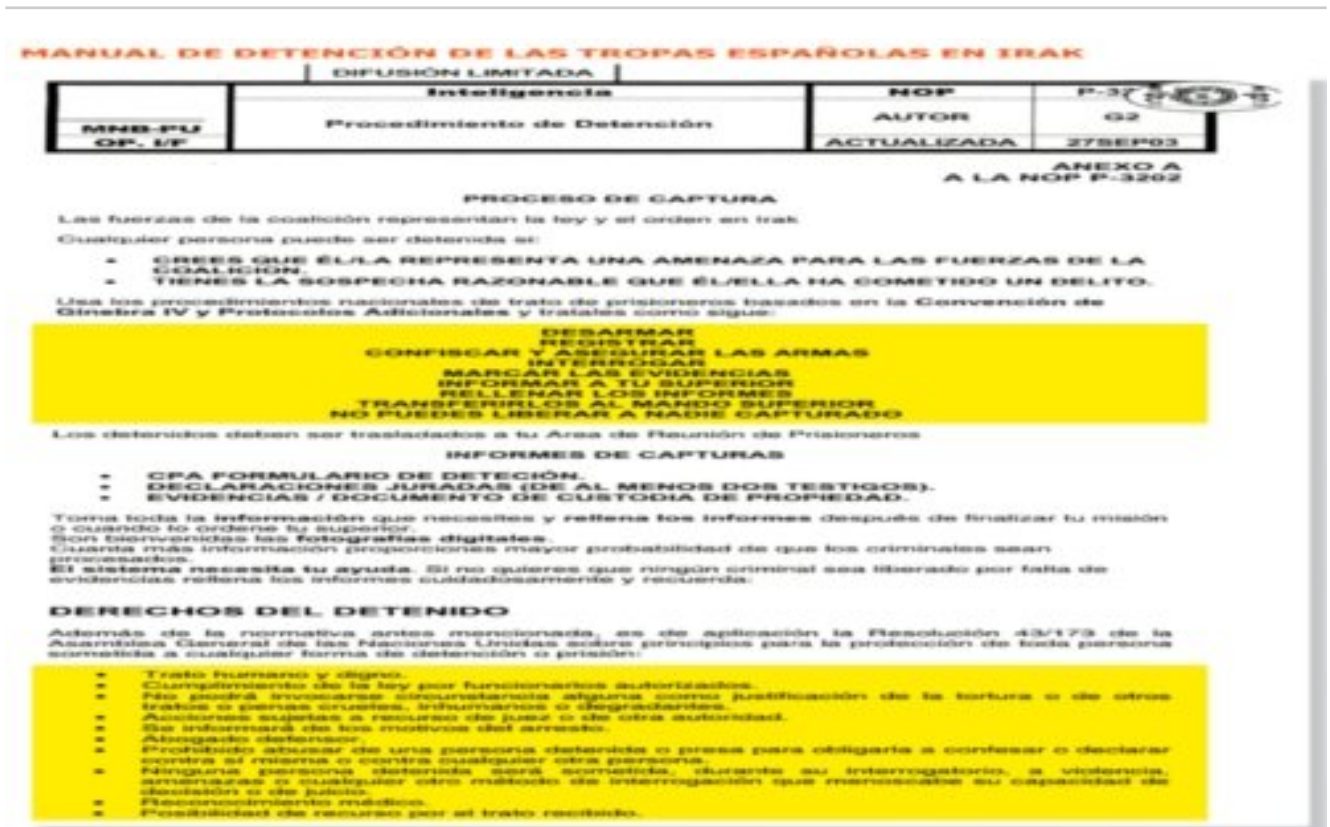 MANUAL DE DETENCIÓN DE LAS TROPAS ESPAÑOLAS EN IRAK
DIFUSIÓN LIMITADA
Inteligencia
NOP
MNB-PU
OP. I/F
Procedimiento de Detención
AUTOR
G2
ACTUALIZADA
27SEP03
ANEXO A
A LA NOP P-3202
PROCESO DE CAPTURA
Las fuerzas de la coalición representan la ley y el orden en Irak
Cualquier persona puede ser detenida si:
• CREES QUE ÉL/LA REPRESENTA UNA AMENAZA PARA LAS FUERZAS DE LA
COALICION.
• TIENES LA SOSPECHA RAZONABLE QUE ÉL/ELLA HA COMETIDO UN DELITO.
Usa los procedimientos nacionales de trato de prisioneros basados en la Convención de
Ginebra IV y Protocolos Adicionales y tratales como sigue:
DESARMAR
REGISTRAR
CONFISCAR Y ASEGURAR LAS ARMAS
INTERROGAR
MARCAR LAS EVIDENCIAS
INFORMAR A TU SUPERIOR
RELLENAR LOS INFORMES
TRANSFERIRLOS AL MANDO SUPERIOR
NO PUEDES LIBERAR A NADIE CAPTURADO
Los detenidos deben ser trasladados a tu Area de Reunión de Prisioneros
INFORMES DE CAPTURAS
• CPA FORMULARIO DE DETECIÓN.
• DECLARACIONES JURADAS (DE AL MENOS DOS TESTIGOS).
• EVIDENCIAS / DOCUMENTO DE CUSTODIA DE PROPIEDAD.
Toma toda la información que necesites y rellena los informes después de finalizar tu misión
o cuando lo ordene tu superior.
Son bienvenidas las fotografías digitales.
Cuanta más información proporciones mayor probabilidad de que los criminales sean
procesados.
El sistema necesita tu ayuda. Si no quieres que ningún criminal sea liberado por falta de
evidencias rellena los informes cuidadosamente y recuerda:
DERECHOS DEL DETENIDO
Además de la normativa antes mencionada, es de aplicación la Resolución 43/173 de la
Asamblea General de las Naciones Unidas sobre principios para la protección de toda persona
sometida a cualquier forma de detención o prisión:
• Trato humano y digno.
• Cumplimiento de la ley por funcionarios autorizados.
• No podrá invocarse circunstancia alguna como justificación de la tortura o de otros
tratos o penas crueles, inhumanos o degradantes.
• Acciones sujetas a recurso de juez o de otra autoridad.
• Se informará de los motivos del arresto.
• Abogado defensor.
• Prohibido abusar de una persona detenida o presa para obligarla a confesar o declarar
contra sí misma o contra cualquier otra persona.
• Ninguna persona detenida será sometida, durante su interrogatorio, a violencia,
amenazas o cualquier otro método de interrogación que menoscabe su capacidad de
decisión o de juicio.
• Reconocimiento médico.
• Posibilidad de recurso por el trato recibido.